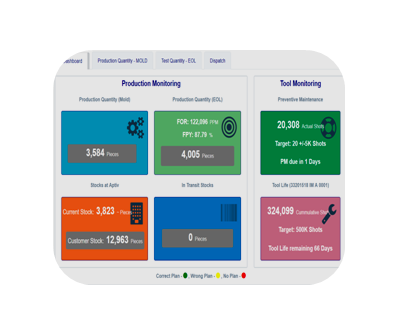 Production Quantity - MOLD
Test Quantity - EOL
Dispatch
Production Monitoring
Tool Monitoring
Production Quantity (Mold)
Production Quantity (EOL)
Preventive Maintenance
3,584 Pieces
FOR: 122,096 PPM
FPY: 87.79 %
4,005 Pieces
20,308 Actual Shots
Target: 20 +/-5K Shots
PM due in 1 Days
Stocks at Aptiv
In Transit Stocks
Tool Life (33201618 IM A 0001)
Current Stock: 3,823 - Pieces
Customer Stock: 12,963 Pieces
0 Pieces
324,099 Cummulative
Target: 500K Shots
Tool Life remaining 66 Days
Correct Plan - , Wrong Plan - , No Plan -